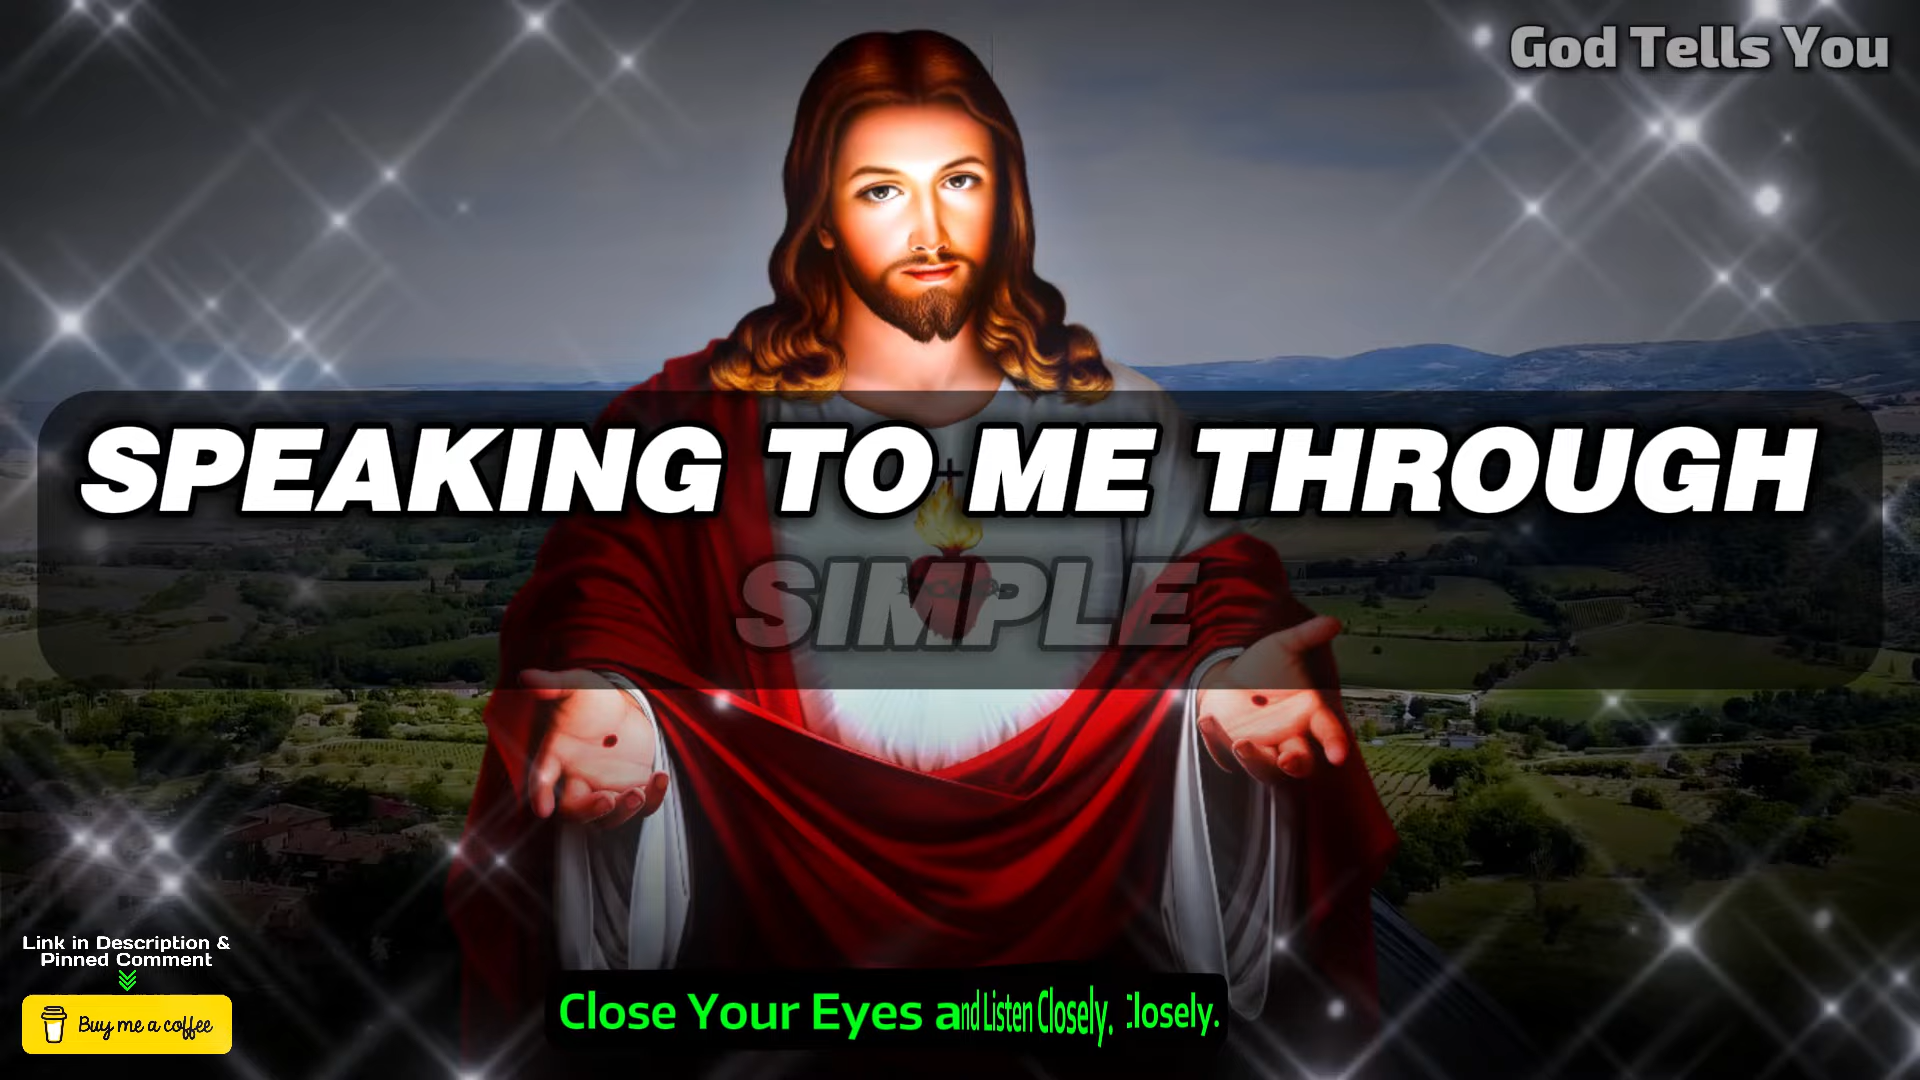 God Tells You
SPEAKING TO ME THROUGH
SIMPLE
Link in Description &
Pinned Comment
Buy me a coffee
Close Your Eyes and Listen Closely. Closely.